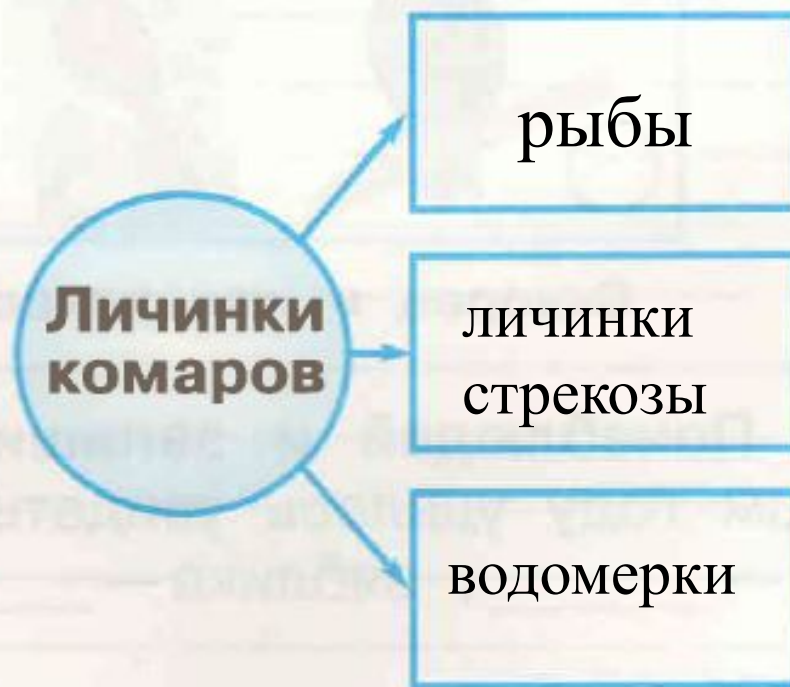 рыбы
Личинки
комаров
личинки
стрекозы
водомерки